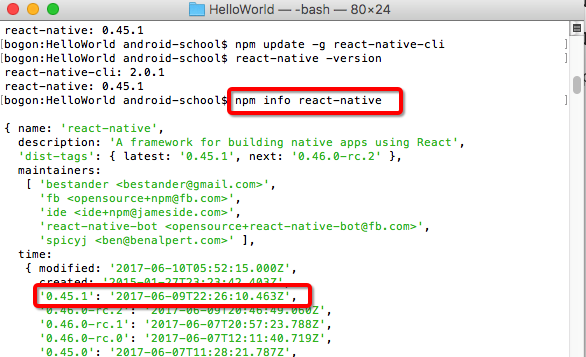 HelloWorld — -bash — 80×24
react-native: 0.45.1
[bogon:HelloWorld android-school$ npm update -g react-native-cli ]
[bogon:HelloWorld android-school$ react-native -version ]
react-native-cli: 2.0.1
react-native: 0.45.1
[bogon:HelloWorld android-school$ npm info react-native ]
{ name: 'react-native',
description: 'A framework for building native apps using React',
'dist-tags': { latest: '0.45.1', next: '0.46.0-rc.2' },
maintainers:
[ 'bestander <bestander@gmail.com>',
'fb <opensource+npm@fb.com>',
'ide <ide+npm@jameside.com>',
'react-native-bot <opensource+react-native-bot@fb.com>',
'spicyj <ben@benalpert.com>' ],
time:
{ modified: '2017-06-10T05:52:15.000Z',
created: '2015-01-27T23:23:42.403Z',
'0.45.1': '2017-06-09T22:26:10.463Z',
'0.46.0-rc.2': '2017-06-09T20:46:49.060Z',
'0.46.0-rc.1': '2017-06-07T20:57:23.788Z',
'0.46.0-rc.0': '2017-06-07T12:11:40.719Z',
'0.45.0': '2017-06-07T11:28:21.787Z',